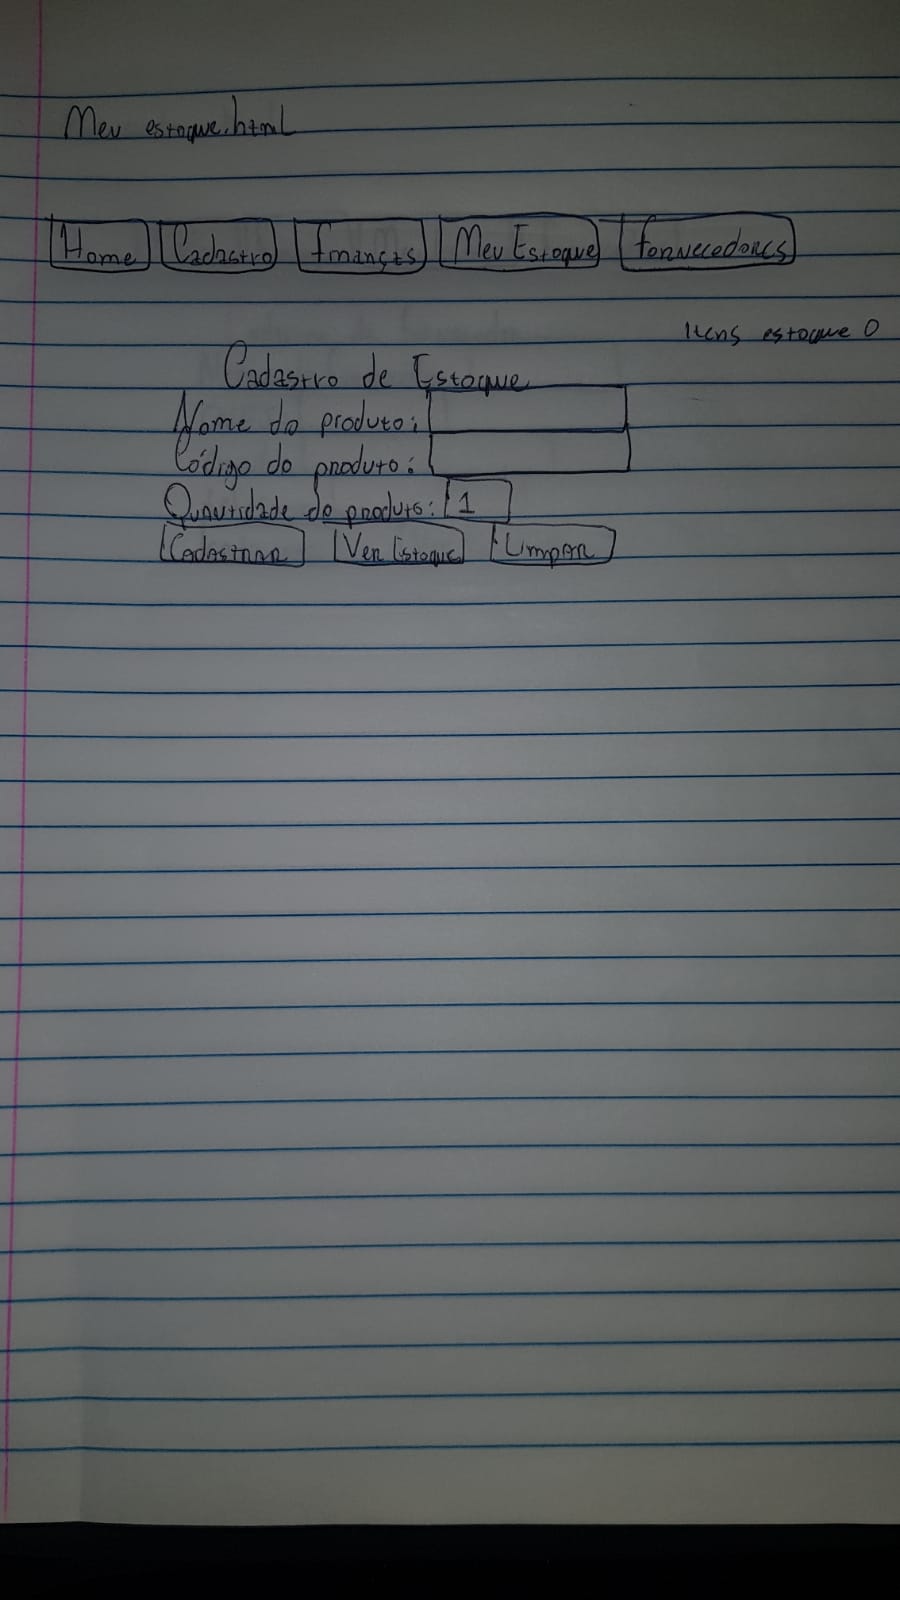 Meu estoque.html
Home Cadastro Finanças Meu Estoque Fornecedores
Itens estoque 0
Cadastro de Estoque
Nome do produto:
Código do produto:
Quantidade do produto: 1
Cadastrar Ver Estoque Limpar